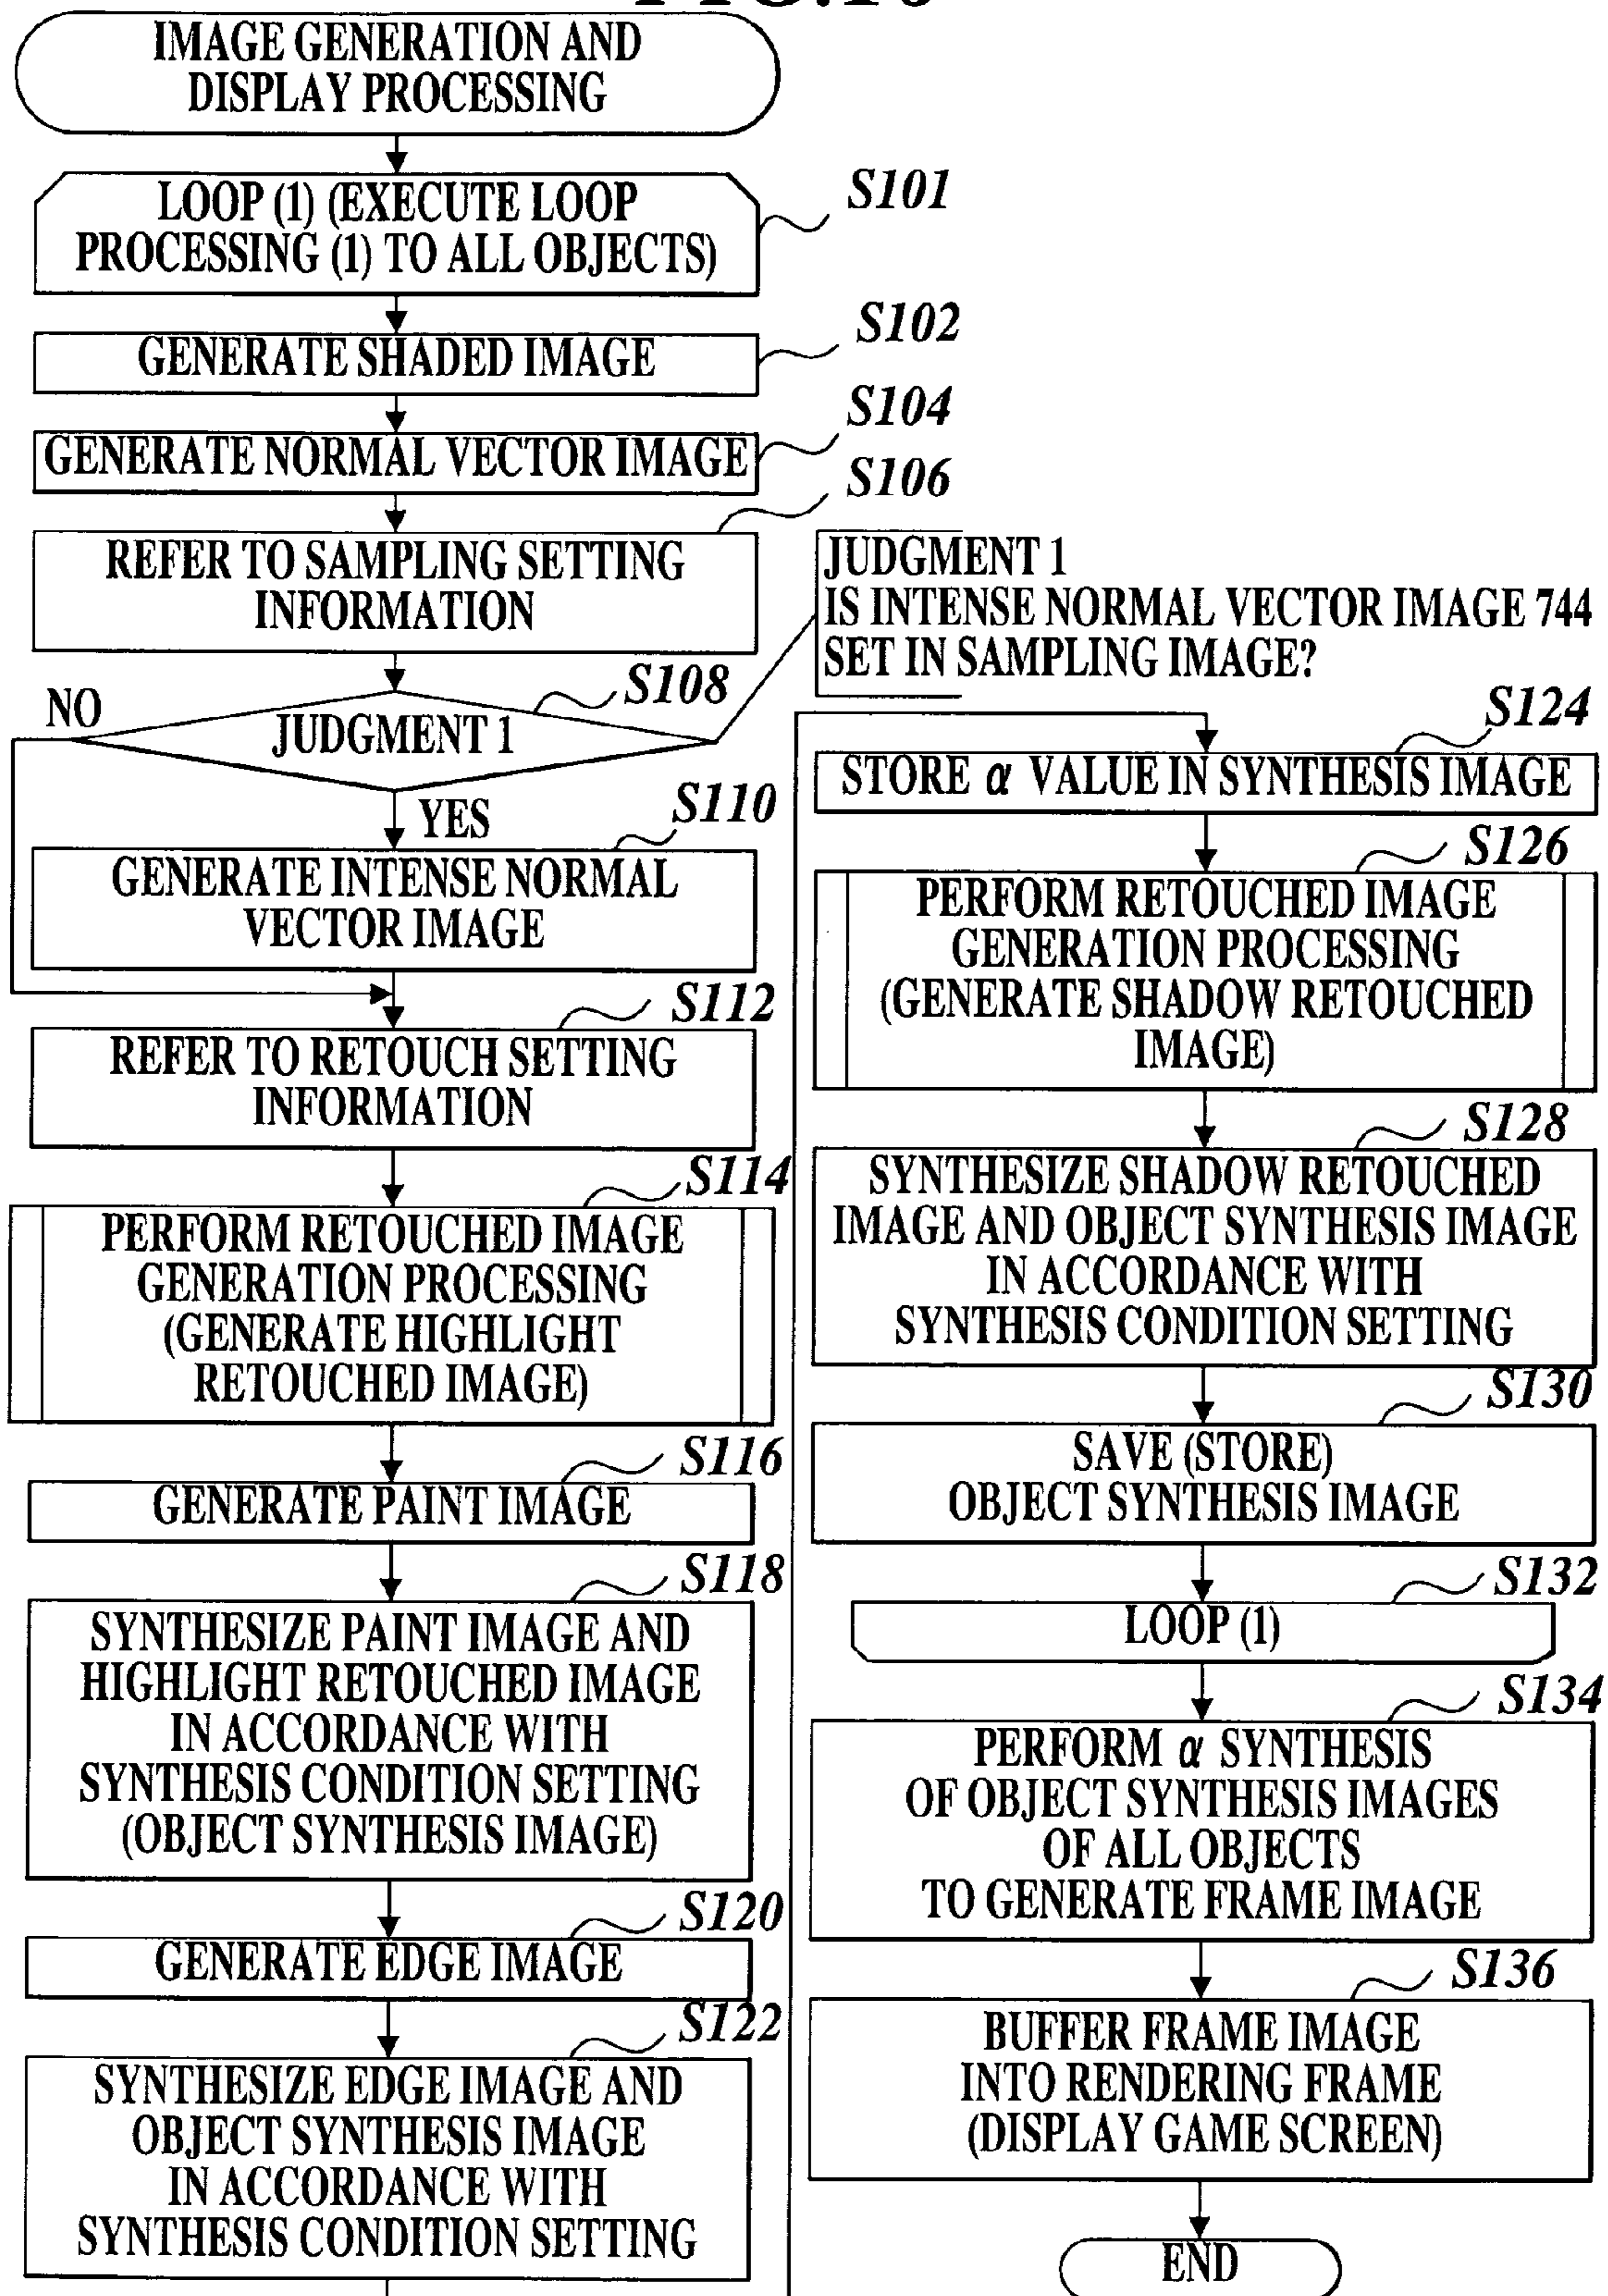 IMAGE GENERATION AND
DISPLAY PROCESSING
LOOP (1) (EXECUTE LOOP
PROCESSING (1) TO ALL OBJECTS)
S101
GENERATE SHADED IMAGE
S102
GENERATE NORMAL VECTOR IMAGE
S104
REFER TO SAMPLING SETTING
INFORMATION
S106
JUDGMENT 1
IS INTENSE NORMAL VECTOR IMAGE 744
SET IN SAMPLING IMAGE?
NO
JUDGMENT 1
S108
YES
GENERATE INTENSE NORMAL
VECTOR IMAGE
S110
REFER TO RETOUCH SETTING
INFORMATION
S112
PERFORM RETOUCHED IMAGE
GENERATION PROCESSING
(GENERATE HIGHLIGHT
RETOUCHED IMAGE)
S114
GENERATE PAINT IMAGE
S116
SYNTHESIZE PAINT IMAGE AND
HIGHLIGHT RETOUCHED IMAGE
IN ACCORDANCE WITH
SYNTHESIS CONDITION SETTING
(OBJECT SYNTHESIS IMAGE)
S118
GENERATE EDGE IMAGE
S120
SYNTHESIZE EDGE IMAGE AND
OBJECT SYNTHESIS IMAGE
IN ACCORDANCE WITH
SYNTHESIS CONDITION SETTING
S122
STORE α VALUE IN SYNTHESIS IMAGE
S124
PERFORM RETOUCHED IMAGE
GENERATION PROCESSING
(GENERATE SHADOW RETOUCHED
IMAGE)
S126
SYNTHESIZE SHADOW RETOUCHED
IMAGE AND OBJECT SYNTHESIS IMAGE
IN ACCORDANCE WITH
SYNTHESIS CONDITION SETTING
S128
SAVE (STORE)
OBJECT SYNTHESIS IMAGE
S130
LOOP (1)
S132
PERFORM α SYNTHESIS
OF OBJECT SYNTHESIS IMAGES
OF ALL OBJECTS
TO GENERATE FRAME IMAGE
S134
BUFFER FRAME IMAGE
INTO RENDERING FRAME
(DISPLAY GAME SCREEN)
S136
END